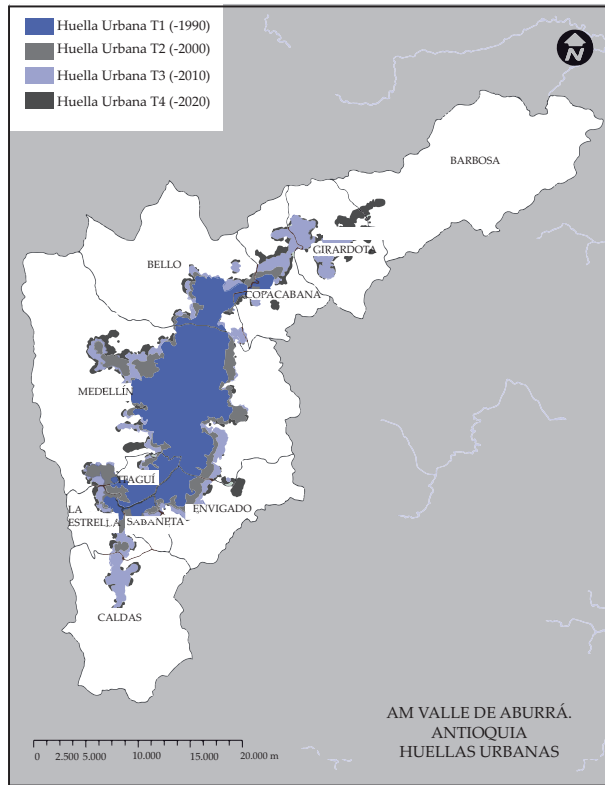 Huella Urbana T1 (-1990)
Huella Urbana T2 (-2000)
Huella Urbana T3 (-2010)
Huella Urbana T4 (-2020)
N
BARBOSA
GIRARDOTA
BELLO
COPACABANA
MEDELLÍN
ITAGUÍ
LA
ESTRELLA
SABANETA
ENVIGADO
CALDAS
AM VALLE DE ABURRÁ.
ANTIOQUIA
HUELLAS URBANAS
0 2.500 5.000 10.000 15.000 20.000 m